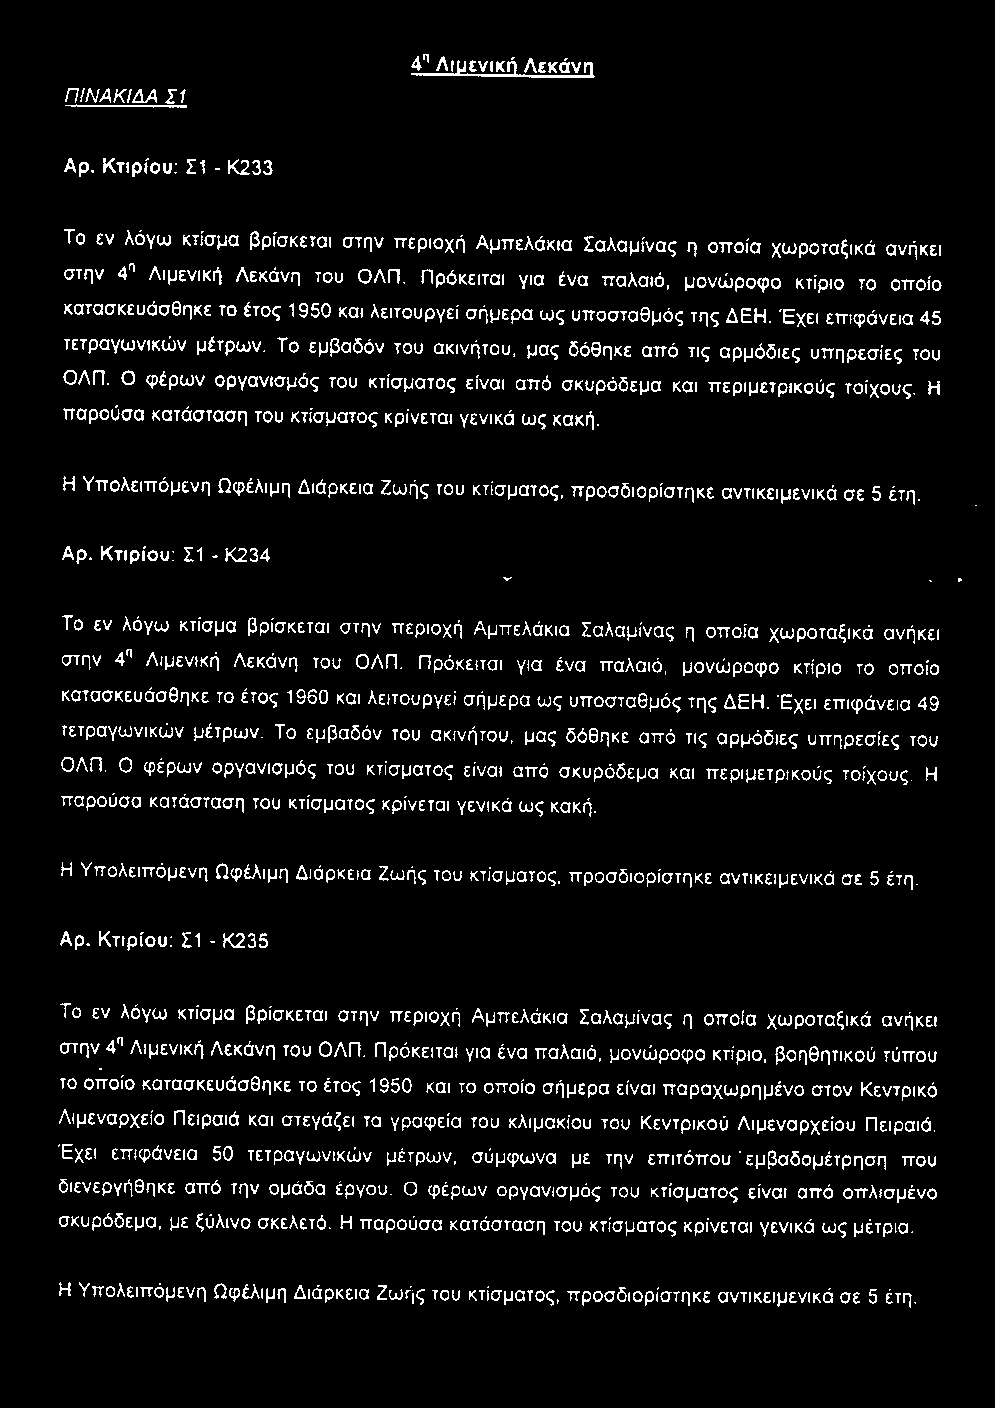 4η Λιμενική Λεκάνη
ΠΙΝΑΚΙΔΑ Σ1
Αρ. Κτιρίου: Σ1 - Κ233
Το εν λόγω κτίσμα βρίσκεται στην περιοχή Αμπελάκια Σαλαμίνας η οποία χωροταξικά ανήκει
στην 4η Λιμενική Λεκάνη του ΟΛΠ. Πρόκειται για ένα παλαιό, μονώροφο κτίριο το οποίο
κατασκευάσθηκε το έτος 1950 και λειτουργεί σήμερα ως υποσταθμός της ΔΕΗ. Έχει επιφάνεια 45
τετραγωνικών μέτρων. Το εμβαδόν του ακινήτου, μας δόθηκε από τις αρμόδιες υπηρεσίες του
ΟΛΠ. Ο φέρων οργανισμός του κτίσματος είναι από σκυρόδεμα και περιμετρικούς τοίχους. Η
παρούσα κατάσταση του κτίσματος κρίνεται γενικά ως κακή.
Η Υπολειπόμενη Ωφέλιμη Διάρκεια Ζωής του κτίσματος, προσδιορίστηκε αντικειμενικά σε 5 έτη.
Αρ. Κτιρίου: Σ1 - Κ234
Το εν λόγω κτίσμα βρίσκεται στην περιοχή Αμπελάκια Σαλαμίνας η οποία χωροταξικά ανήκει
στην 4η Λιμενική Λεκάνη του ΟΛΠ. Πρόκειται για ένα παλαιό, μονώροφο κτίριο το οποίο
κατασκευάσθηκε το έτος 1960 και λειτουργεί σήμερα ως υποσταθμός της ΔΕΗ. Έχει επιφάνεια 49
τετραγωνικών μέτρων. Το εμβαδόν του ακινήτου, μας δόθηκε από τις αρμόδιες υπηρεσίες του
ΟΛΠ. Ο φέρων οργανισμός του κτίσματος είναι από σκυρόδεμα και περιμετρικούς τοίχους. Η
παρούσα κατάσταση του κτίσματος κρίνεται γενικά ως κακή.
Η Υπολειπόμενη Ωφέλιμη Διάρκεια Ζωής του κτίσματος, προσδιορίστηκε αντικειμενικά σε 5 έτη.
Αρ. Κτιρίου: Σ1 - Κ235
Το εν λόγω κτίσμα βρίσκεται στην περιοχή Αμπελάκια Σαλαμίνας η οποία χωροταξικά ανήκει
στην 4η Λιμενική Λεκάνη του ΟΛΠ. Πρόκειται για ένα παλαιό, μονώροφο κτίριο, βοηθητικού τύπου
το οποίο κατασκευάσθηκε το έτος 1950 και το οποίο σήμερα είναι παραχωρημένο στον Κεντρικό
Λιμεναρχείο Πειραιά και στεγάζει τα γραφεία του κλιμακίου του Κεντρικού Λιμεναρχείου Πειραιά.
Έχει επιφάνεια 50 τετραγωνικών μέτρων, σύμφωνα με την επιτόπου εμβαδομέτρηση που
διενεργήθηκε από την ομάδα έργου. Ο φέρων οργανισμός του κτίσματος είναι από οπλισμένο
σκυρόδεμα, με ξύλινο σκελετό. Η παρούσα κατάσταση του κτίσματος κρίνεται γενικά ως μέτρια.
Η Υπολειπόμενη Ωφέλιμη Διάρκεια Ζωής του κτίσματος, προσδιορίστηκε αντικειμενικά σε 5 έτη.